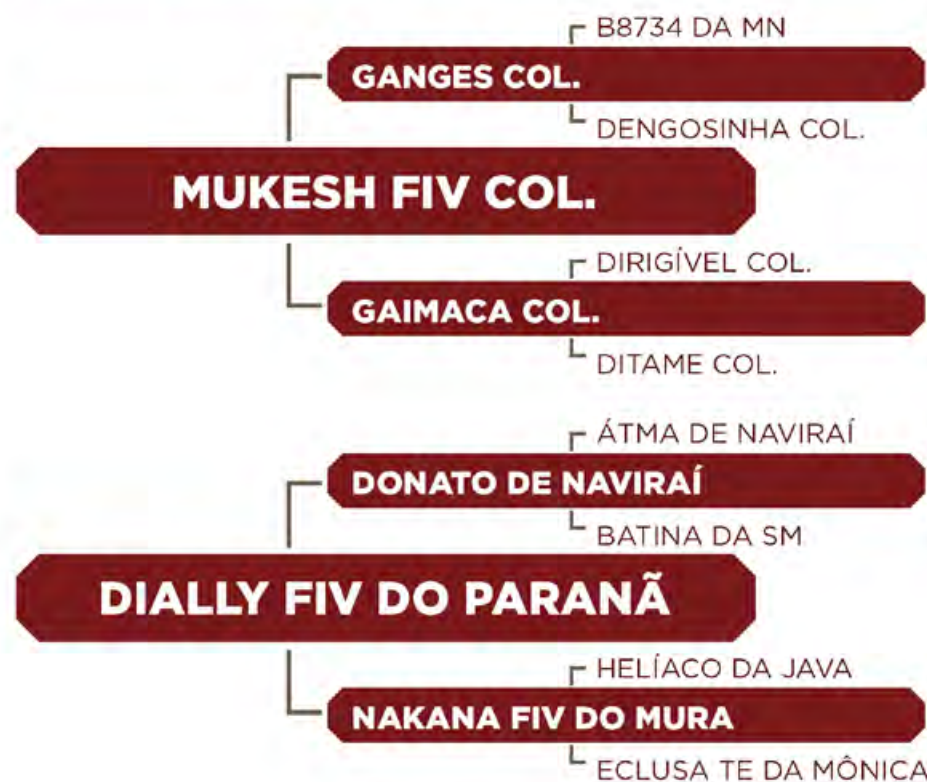 B8734 DA MN
GANGES COL.
DENGOSINHA COL.
MUKESH FIV COL.
DIRIGÍVEL COL.
GAIMACA COL.
DITAME COL.
ÁTMA DE NAVIRAÍ
DONATO DE NAVIRAÍ
BATINA DA SM
DIALLY FIV DO PARANÃ
HELÍACO DA JAVA
NAKANA FIV DO MURA
ECLUSA TE DA MÔNICA